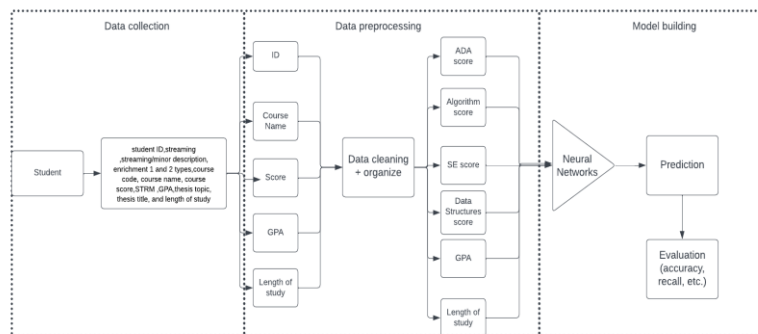 Data collection
Data preprocessing
Model building
Student
student ID,streaming
,streaming/minor description,
enrichment 1 and 2 types,course
code, course name, course
score,STRM ,GPA,thesis topic,
thesis title, and length of study
ID
Course
Name
Score
GPA
Length of
study
Data cleaning
+ organize
ADA
score
Algorithm
score
SE score
Data
Structures
score
GPA
Length of
study
Neural
Networks
Prediction
Evaluation
(accuracy,
recall, etc.)